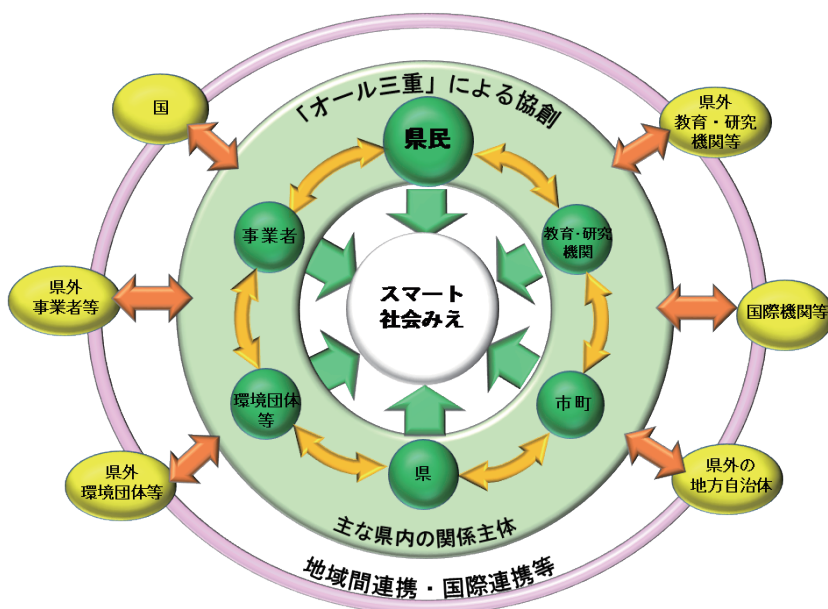 「オール三重」による協創
国
県外
教育・研究
機関等
県民
事業者
教育・研究
機関
県外
事業者等
スマート
社会みえ
国際機関等
環境団体
等
市町
県外
環境団体等
県
県外の
地方自治体
主な県内の関係主体
地域間連携・国際連携等